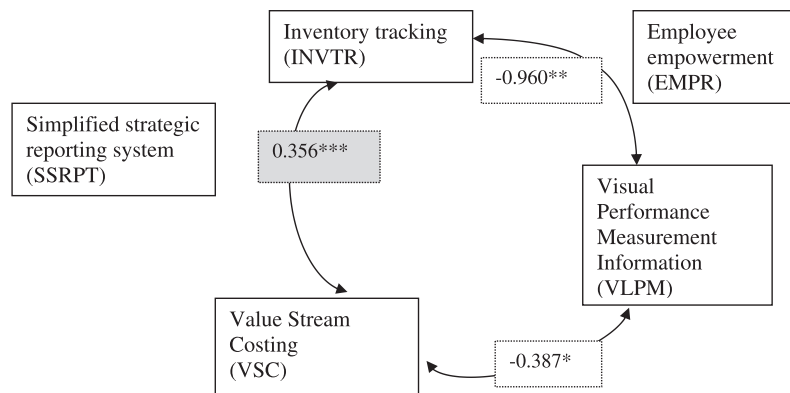 Inventory tracking
(INVTR)
Employee
empowerment
(EMPR)
-0.960**
Simplified strategic
reporting system
(SSRPT)
0.356***
Visual
Performance
Measurement
Information
(VLPM)
Value Stream
Costing
(VSC)
-0.387*